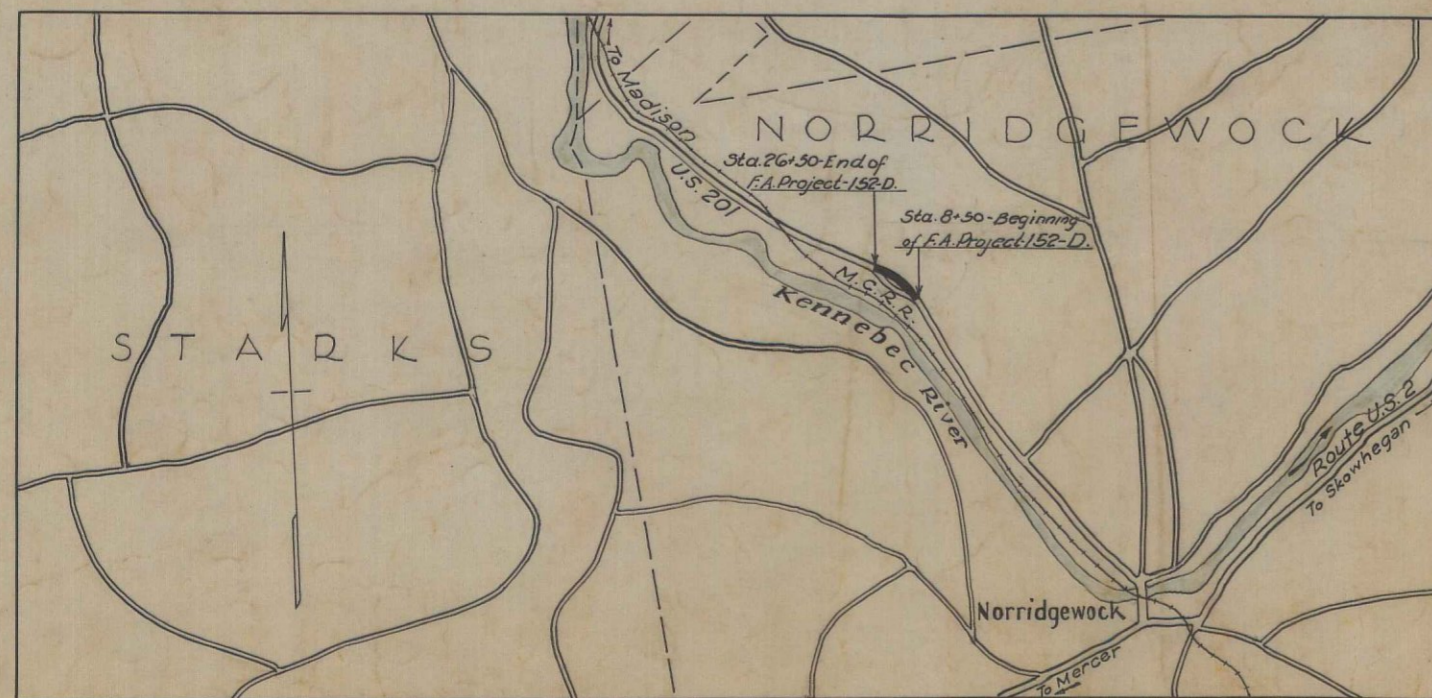 To Madison
NORRIDGEWOCK
Sta. 26+50-End of
F.A. Project-152-D.
U.S. 201
Sta. 8+50-Beginning
of F.A. Project-152-D.
M.C.R.R.
Kennebec River
STARKS
Route U.S. 2
To Skowhegan
Norridgewock
To Mercer